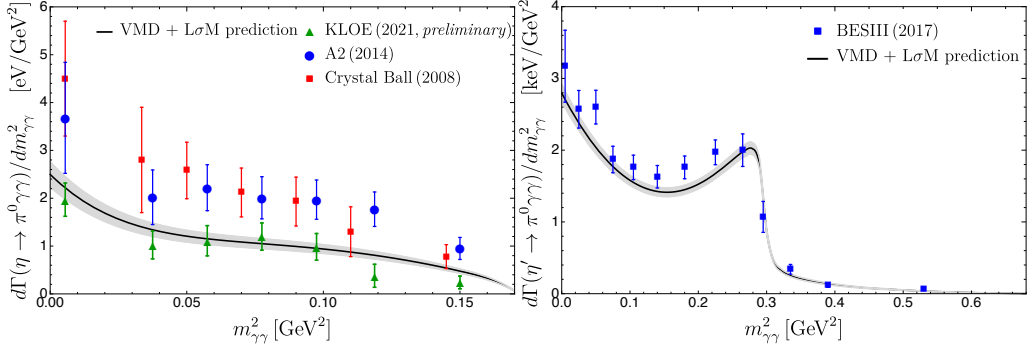 dΓ(η → π⁰γγ)/dm²γγ [eV/GeV²]
VMD + LσM prediction
KLOE (2021, preliminary)
A2 (2014)
Crystal Ball (2008)
6
5
4
3
2
1
0
0.00 0.05 0.10 0.15
m²γγ [GeV²]
dΓ(η′ → π⁰γγ)/dm²γγ [keV/GeV²]
BESIII (2017)
VMD + LσM prediction
4
3
2
1
0
0.0 0.1 0.2 0.3 0.4 0.5 0.6
m²γγ [GeV²]